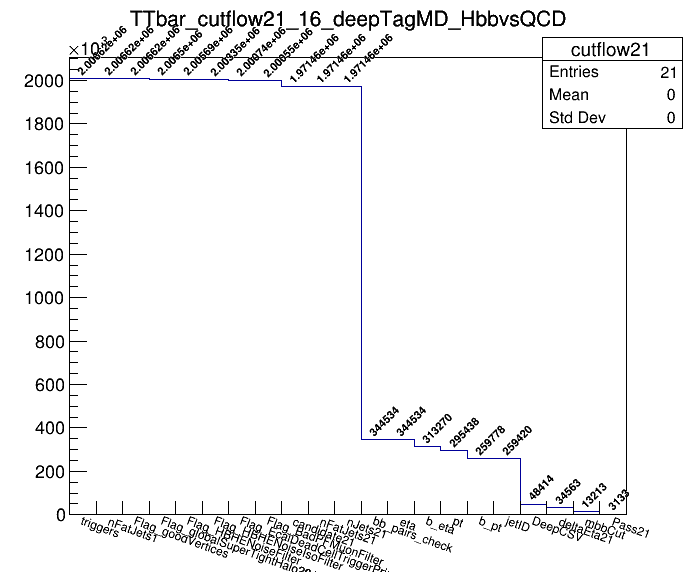 TTbar_cutflow21_16_deepTagMD_HbbvsQCD
cutflow21
Entries 21
Mean 0
Std Dev 0
2000
1800
1600
1400
1200
1000
800
600
400
200
0
2.00662e+06
2.00662e+06
2.00662e+06
2.0065e+06
2.00569e+06
2.00335e+06
2.00074e+06
2.00055e+06
1.97146e+06
1.97146e+06
1.97146e+06
344534
344534
313270
295438
259778
259420
48414
34563
13213
3133
triggers
nFatJets1
Flag_goodVertices
candidate21
nFatJets21
nJets21
bb_pairs_check
eta
b_eta
pt
b_pt
jetID
DeepCSV
deltaEta21
mbbCut
Pass21